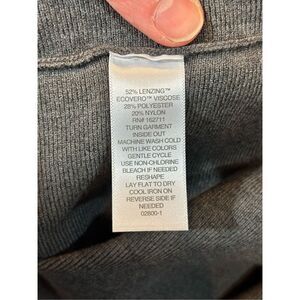 52% LENZING™
ECOVERO™ VISCOSE
28% POLYESTER
20% NYLON
RN# 162711
TURN GARMENT
INSIDE OUT
MACHINE WASH COLD
WITH LIKE COLORS
GENTLE CYCLE
USE NON-CHLORINE
BLEACH IF NEEDED
RESHAPE
LAY FLAT TO DRY
COOL IRON ON
REVERSE SIDE IF
NEEDED
02800-1